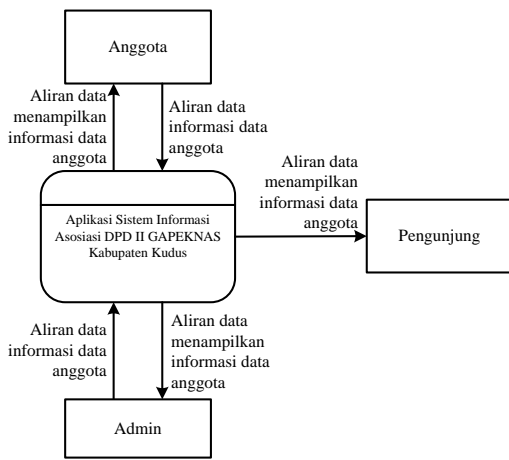 Anggota
Aliran data
menampilkan
informasi data
anggota
Aliran data
informasi data
anggota
Aliran data
menampilkan
informasi data
anggota
Aplikasi Sistem Informasi
Asosiasi DPD II GAPEKNAS
Kabupaten Kudus
Pengunjung
Aliran data
informasi data
anggota
Aliran data
menampilkan
informasi data
anggota
Admin